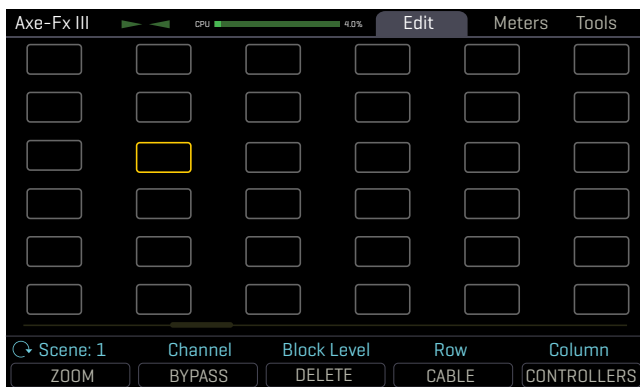 Axe-Fx III CPU 4.0% Edit Meters Tools
Scene: 1 Channel Block Level Row Column
ZOOM BYPASS DELETE CABLE CONTROLLERS